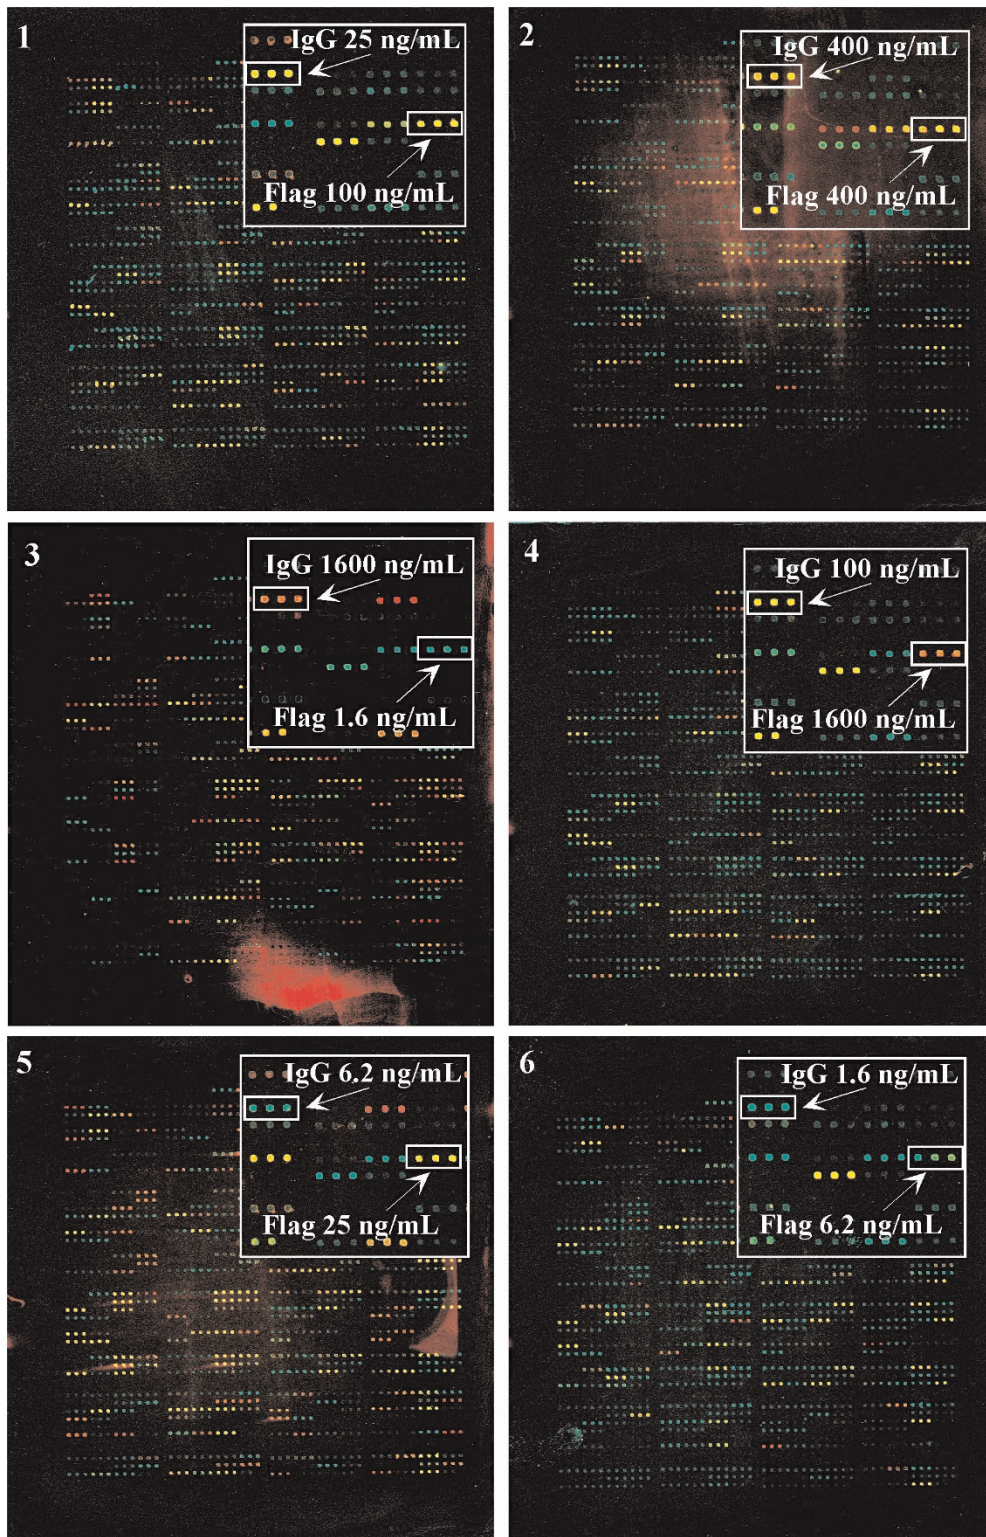 1
IgG 25 ng/mL
Flag 100 ng/mL
2
IgG 400 ng/mL
Flag 400 ng/mL
3
IgG 1600 ng/mL
Flag 1.6 ng/mL
4
IgG 100 ng/mL
Flag 1600 ng/mL
5
IgG 6.2 ng/mL
Flag 25 ng/mL
6
IgG 1.6 ng/mL
Flag 6.2 ng/mL